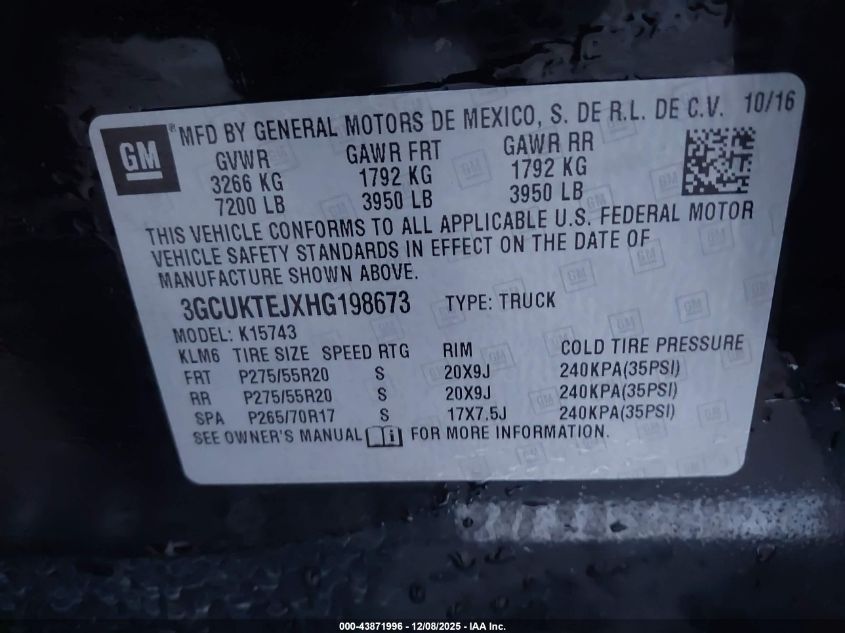 GM ® MFD BY GENERAL MOTORS DE MEXICO, S. DE R.L. DE C.V. 10/16
GVWR GAWR FRT GAWR RR
3266 KG 1792 KG 1792 KG
7200 LB 3950 LB 3950 LB
THIS VEHICLE CONFORMS TO ALL APPLICABLE U.S. FEDERAL MOTOR
VEHICLE SAFETY STANDARDS IN EFFECT ON THE DATE OF
MANUFACTURE SHOWN ABOVE.
3GCUKTEJXHG198673 TYPE: TRUCK
MODEL: K15743
KLM6 TIRE SIZE SPEED RTG RIM COLD TIRE PRESSURE
FRT P275/55R20 S 20X9J 240KPA(35PSI)
RR P275/55R20 S 20X9J 240KPA(35PSI)
SPA P265/70R17 S 17X7.5J 240KPA(35PSI)
SEE OWNER'S MANUAL i FOR MORE INFORMATION.
000-43871996 - 12/08/2025 - IAA Inc.